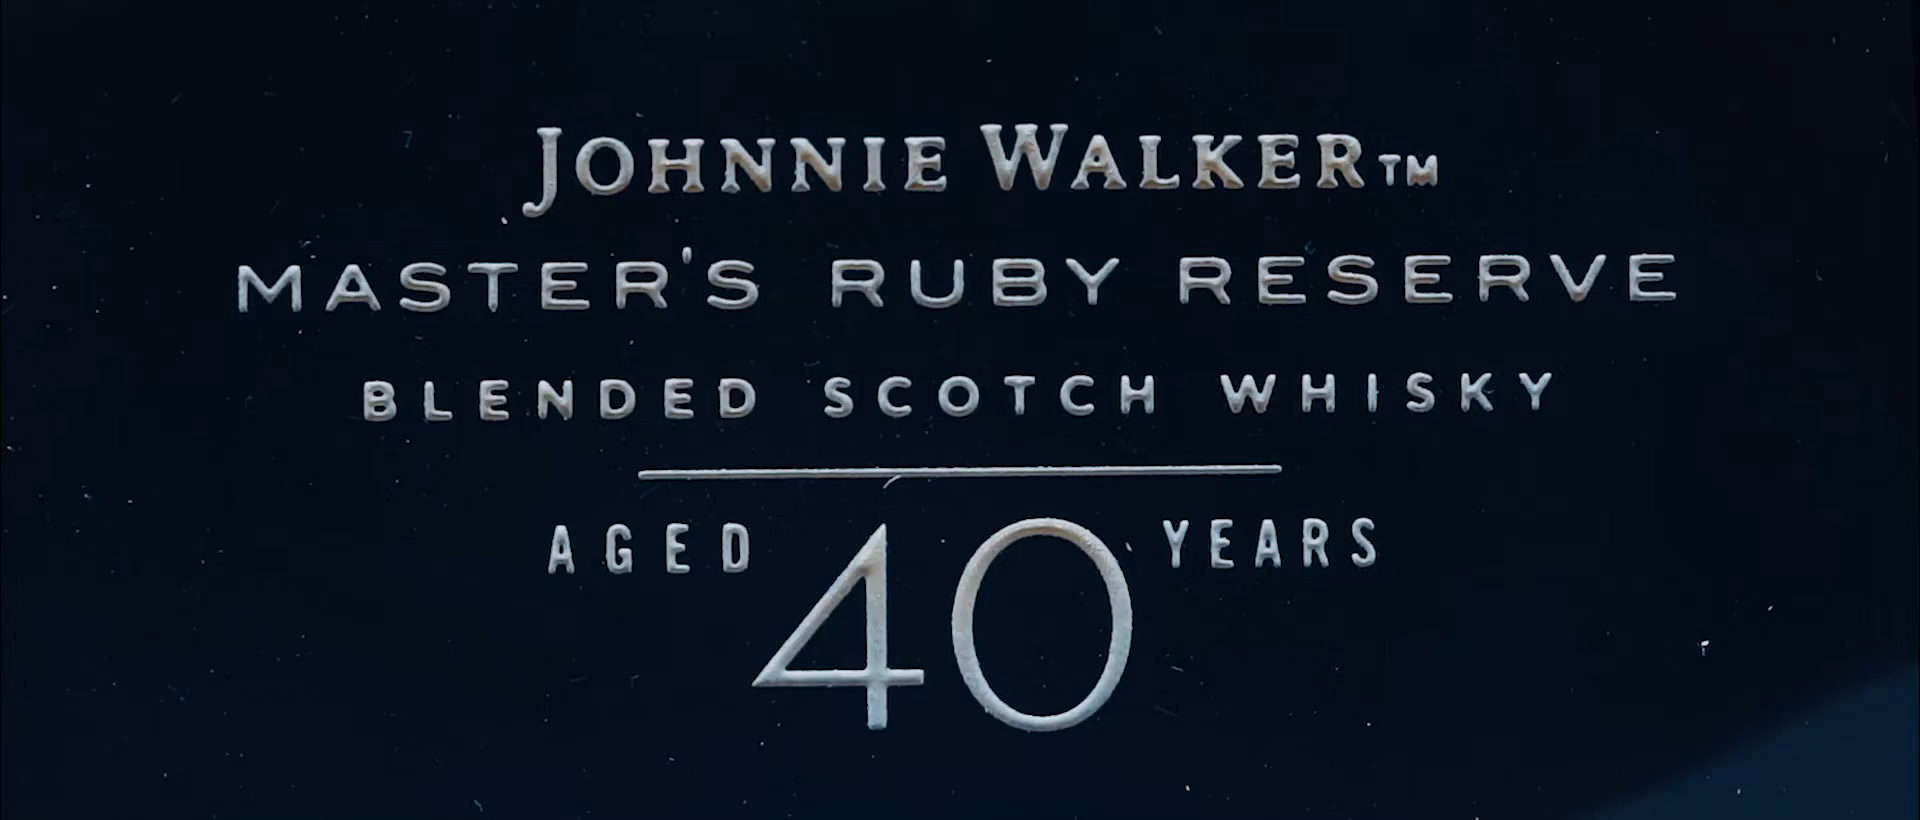 JOHNNIE WALKER™
MASTER'S RUBY RESERVE
BLENDED SCOTCH WHISKY
AGED 40 YEARS